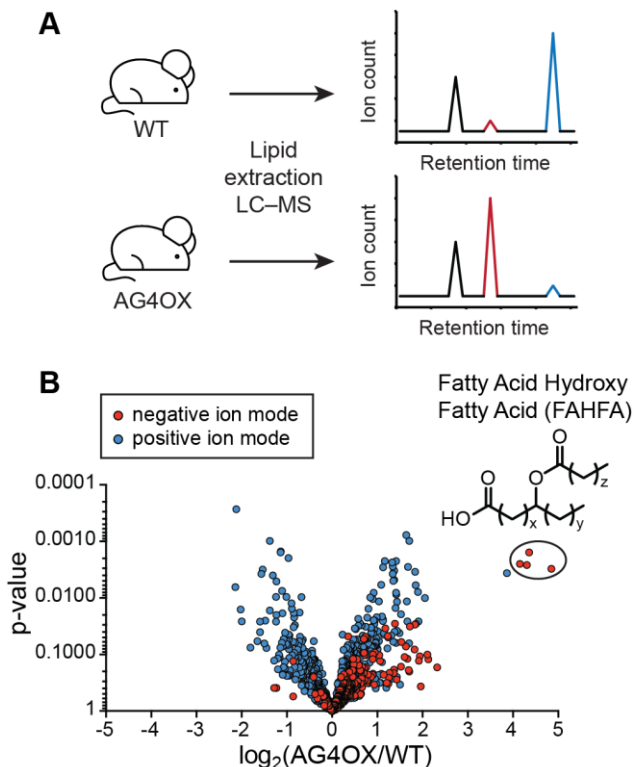 A
WT
AG4OX
Lipid
extraction
LC–MS
Ion count
Retention time
Ion count
Retention time
B
negative ion mode
positive ion mode
Fatty Acid Hydroxy
Fatty Acid (FAHFA)
O
O
O
HO
x
y
z
p-value
0.0001
0.0010
0.0100
0.1000
1
-5 -4 -3 -2 -1 0 1 2 3 4 5
log2(AG4OX/WT)